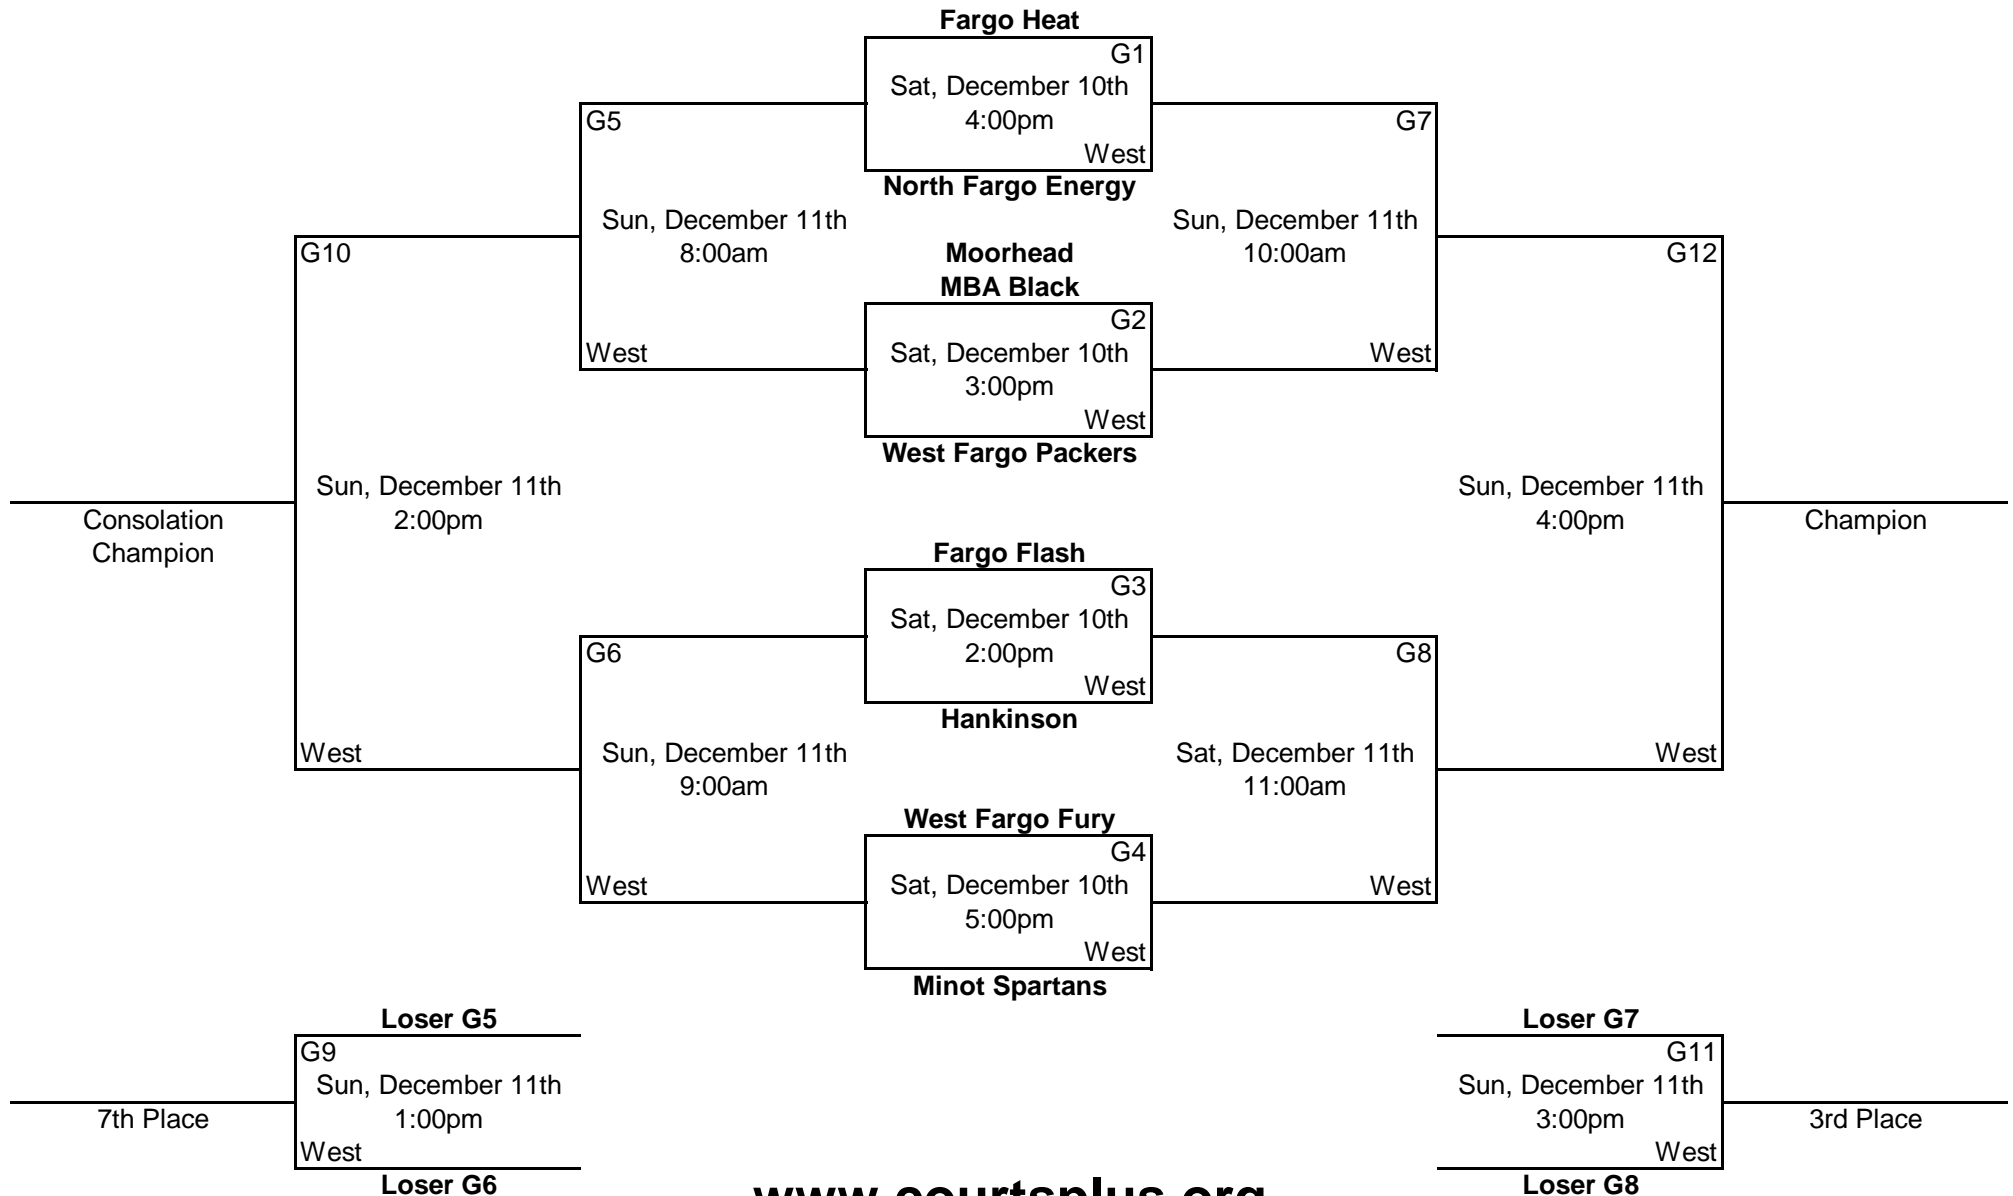 Fargo Heat
G1
Sat, December 10th
G5
4:00pm
G7
West
North Fargo Energy
Sun, December 11th
Sun, December 11th
G10
8:00am
Moorhead
10:00am
G12
MBA Black
G2
West
Sat, December 10th
West
3:00pm
West
West Fargo Packers
Sun, December 11th
Sun, December 11th
Consolation
2:00pm
4:00pm
Champion
Champion
Fargo Flash
G3
Sat, December 10th
G6
2:00pm
G8
West
Hankinson
West
Sun, December 11th
Sat, December 11th
West
9:00am
11:00am
West Fargo Fury
G4
West
Sat, December 10th
West
5:00pm
West
Minot Spartans
Loser G5
Loser G7
G9
G11
Sun, December 11th
Sun, December 11th
7th Place
1:00pm
3:00pm
3rd Place
West
West
Loser G6
www.courtsplus.org
Loser G8